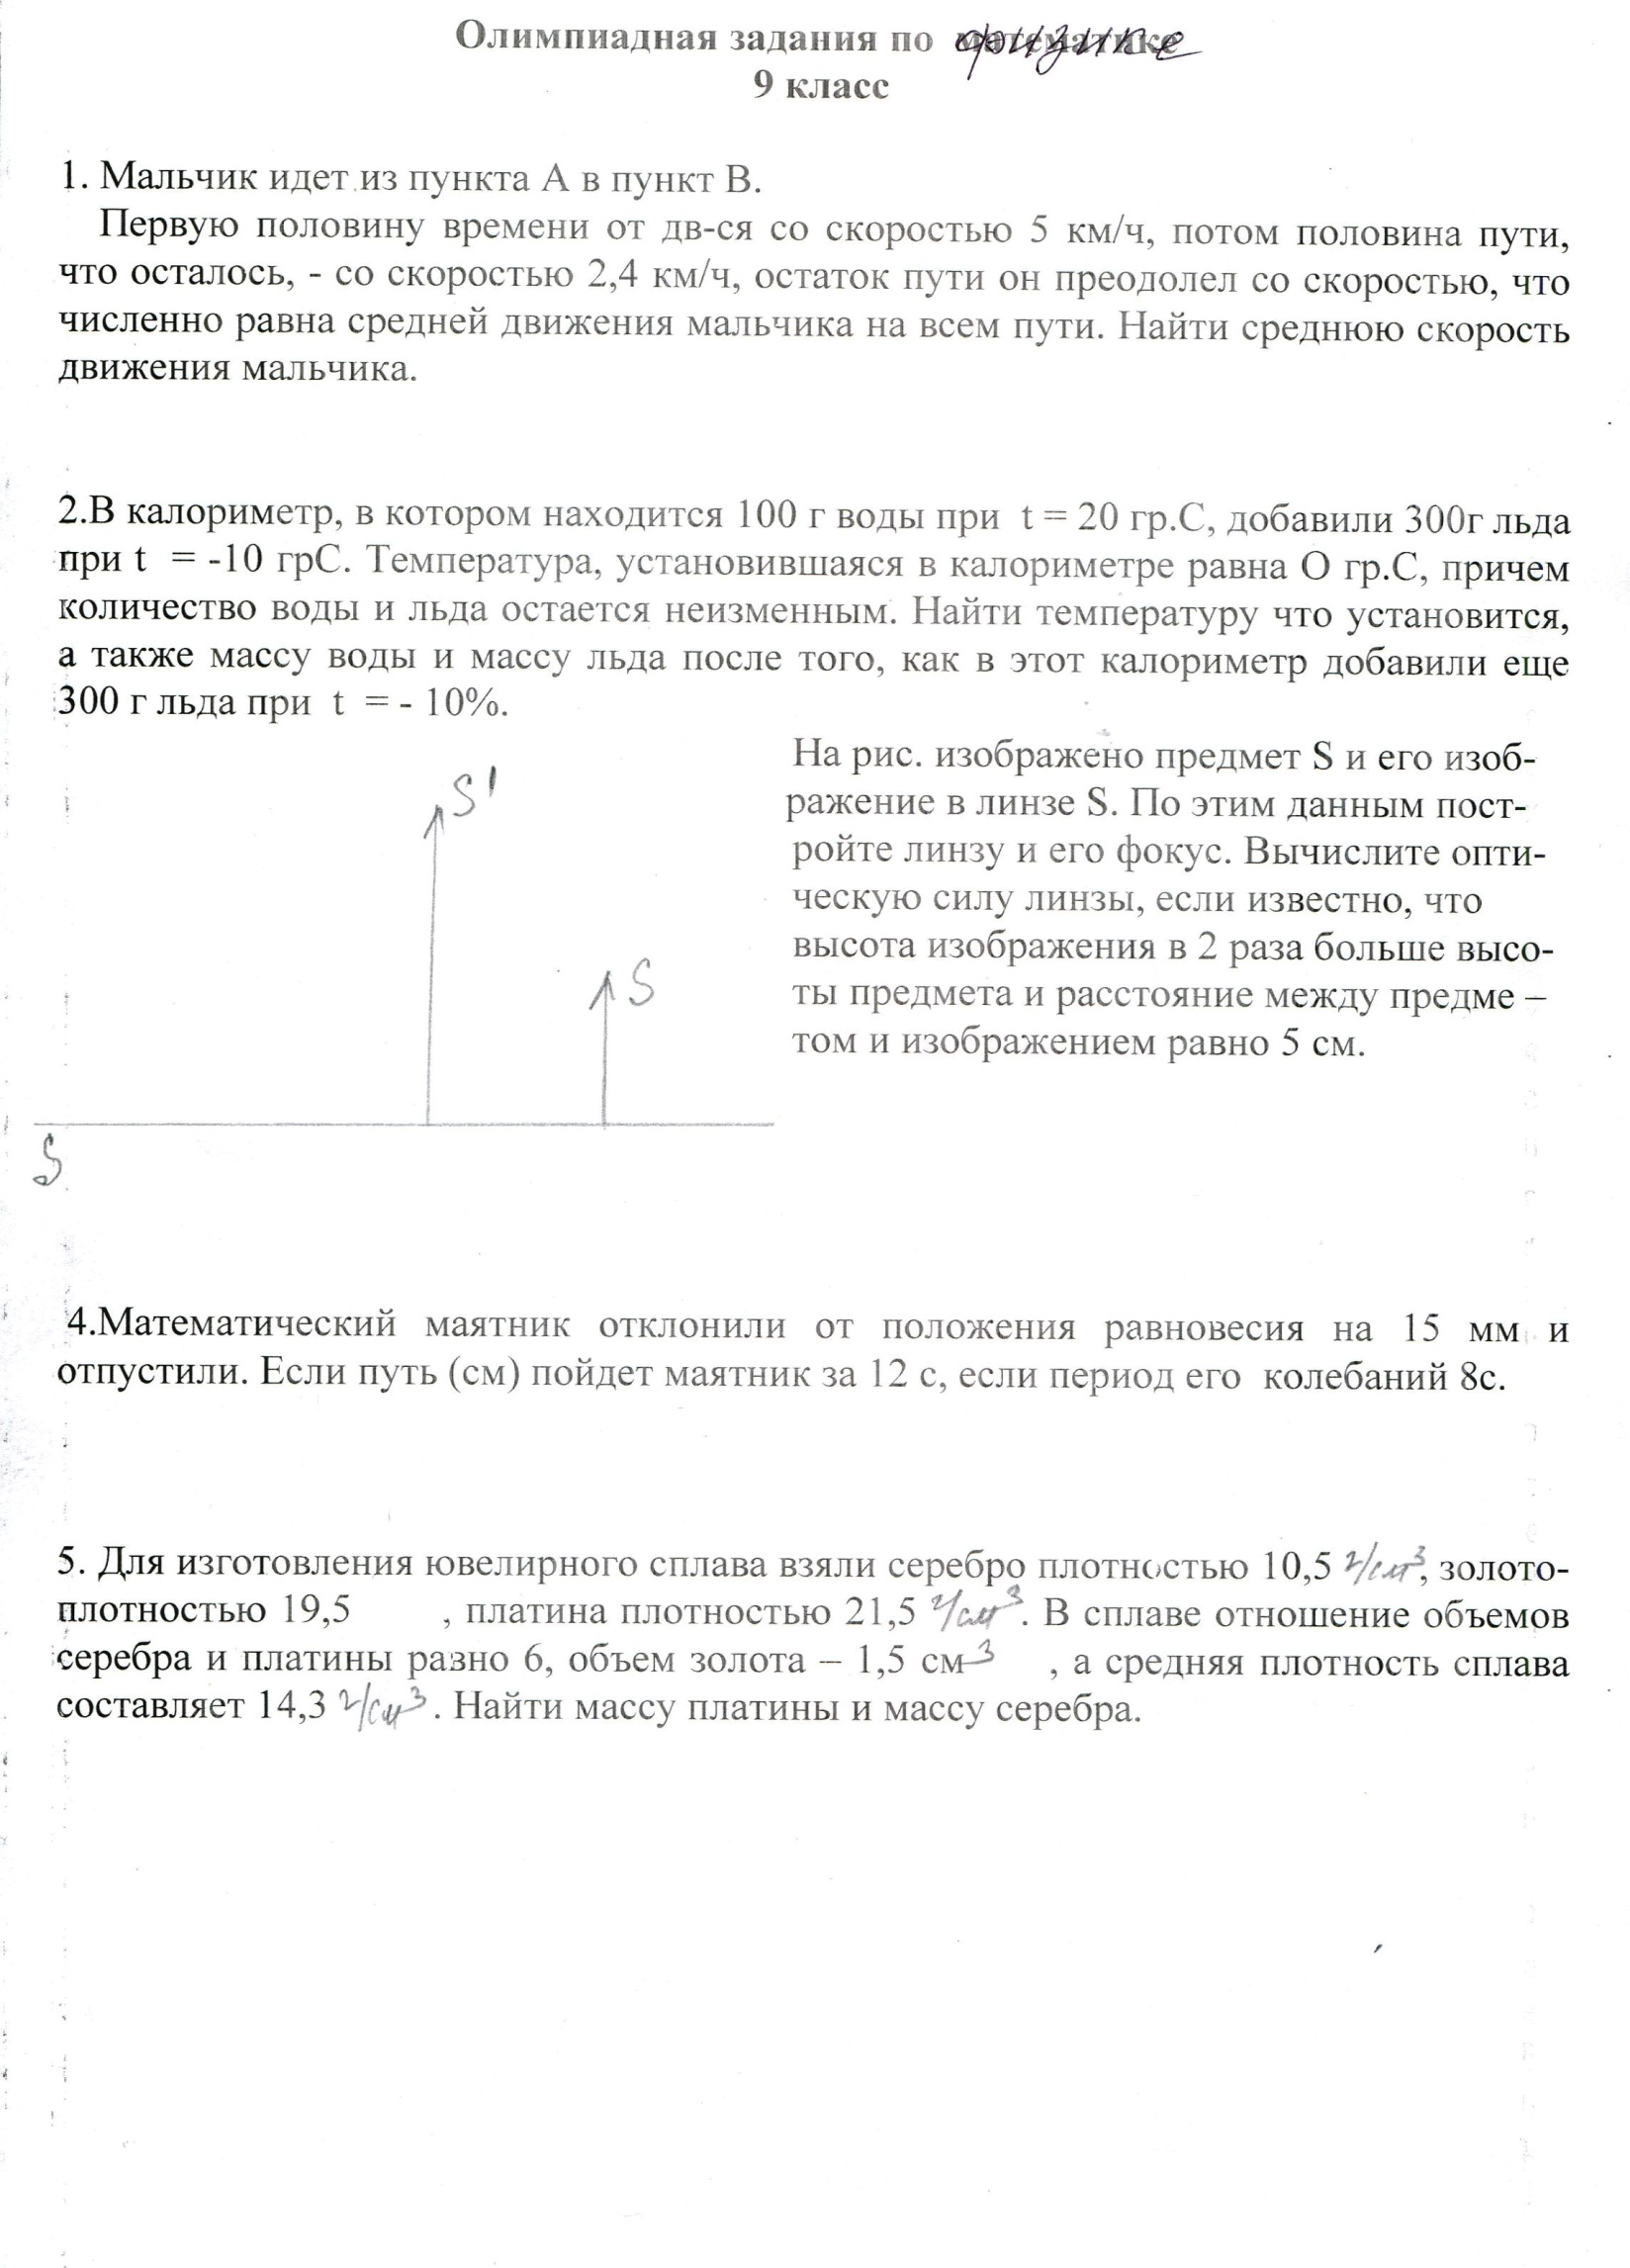 Олимпиадная задания по физике
9 класс
1. Мальчик идет из пункта А в пункт В.
Первую половину времени от дв-ся со скоростью 5 км/ч, потом половина пути,
что осталось, - со скоростью 2,4 км/ч, остаток пути он преодолел со скоростью, что
численно равна средней движения мальчика на всем пути. Найти среднюю скорость
движения мальчика.
2.В калориметр, в котором находится 100 г воды при t = 20 гр.С, добавили 300г льда
при t = -10 грС. Температура, установившаяся в калориметре равна О гр.С, причем
количество воды и льда остается неизменным. Найти температуру что установится,
а также массу воды и массу льда после того, как в этот калориметр добавили еще
300 г льда при t = - 10%.
На рис. изображено предмет S и его изоб-
ражение в линзе S. По этим данным пост-
ройте линзу и его фокус. Вычислите опти-
ческую силу линзы, если известно, что
высота изображения в 2 раза больше высо-
ты предмета и расстояние между предме –
том и изображением равно 5 см.
S'
S
S
4.Математический маятник отклонили от положения равновесия на 15 мм и
отпустили. Если путь (см) пойдет маятник за 12 с, если период его колебаний 8с.
5. Для изготовления ювелирного сплава взяли серебро плотностью 10,5 г/см³, золото-
плотностью 19,5 , платина плотностью 21,5 г/см³. В сплаве отношение объемов
серебра и платины разно 6, объем золота – 1,5 см³ , а средняя плотность сплава
составляет 14,3 г/см³. Найти массу платины и массу серебра.